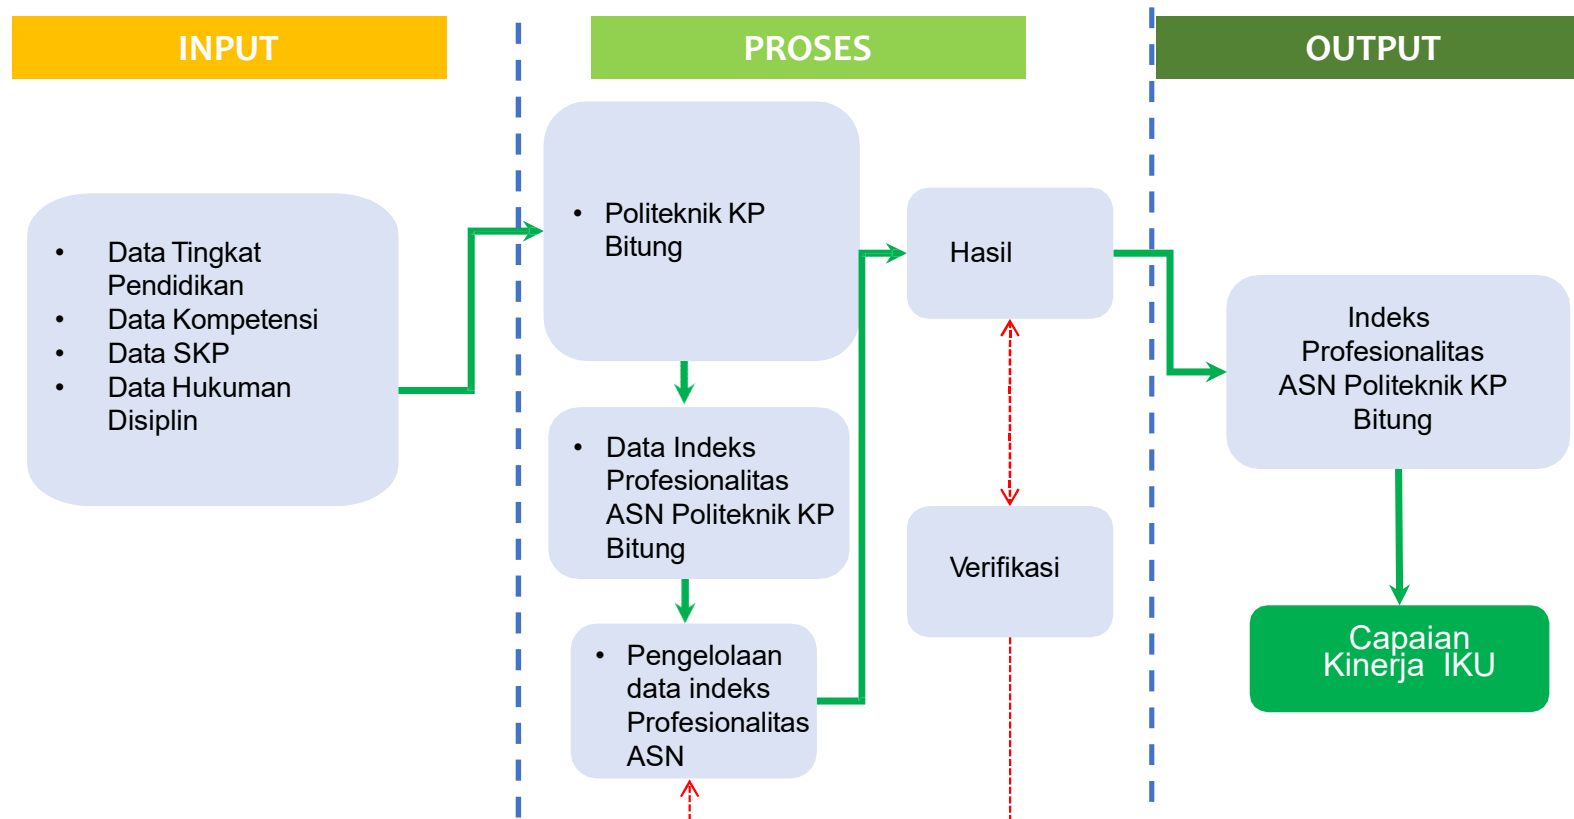 INPUT
PROSES
OUTPUT
• Data Tingkat
Pendidikan
• Data Kompetensi
• Data SKP
• Data Hukuman
Disiplin
• Politeknik KP
Bitung
• Data Indeks
Profesionalitas
ASN Politeknik KP
Bitung
• Pengelolaan
data indeks
Profesionalitas
ASN
Hasil
Verifikasi
Indeks
Profesionalitas
ASN Politeknik KP
Bitung
Capaian
Kinerja IKU